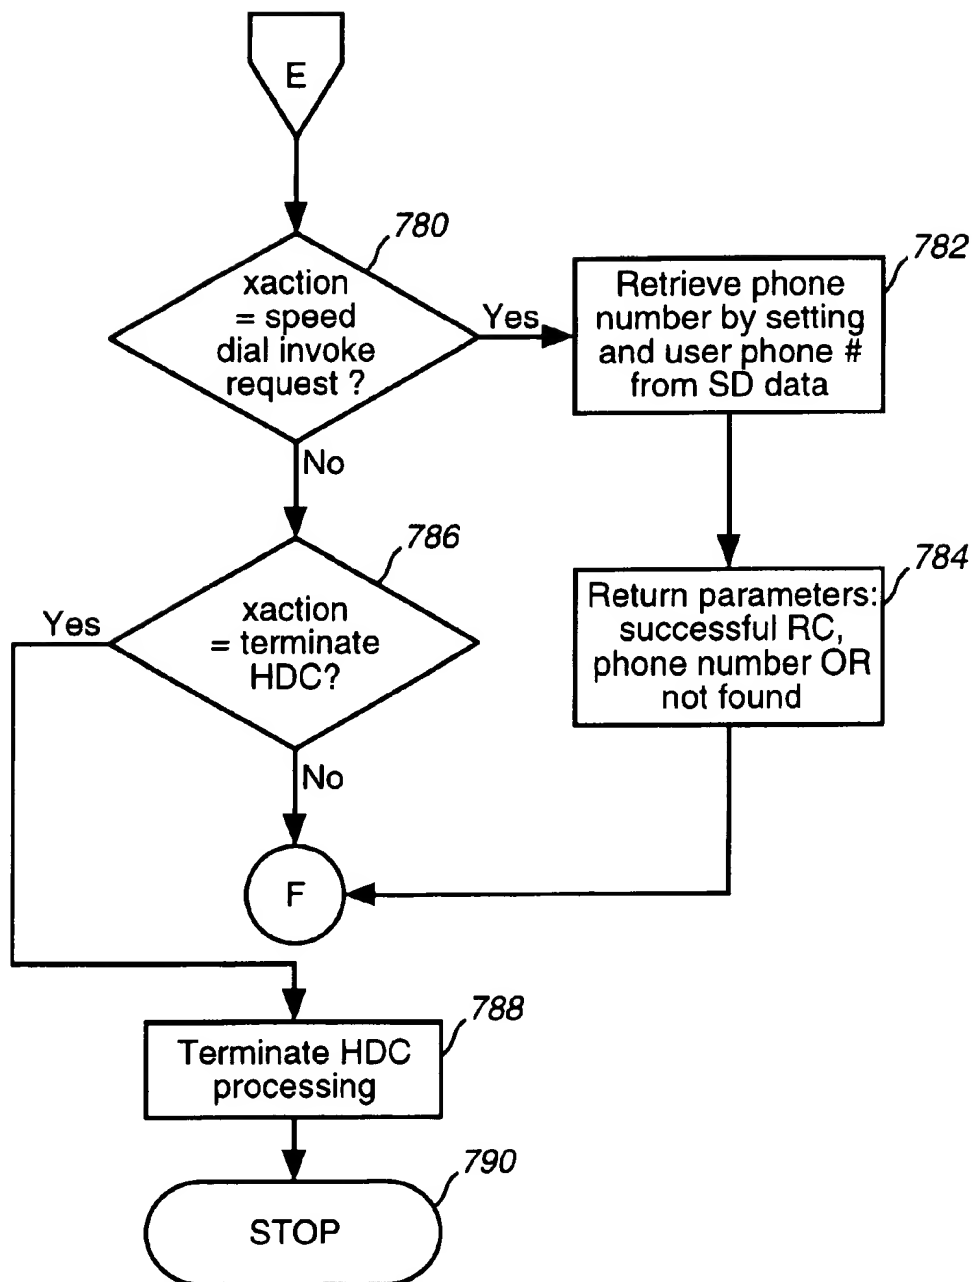 E
780
xaction
= speed
dial invoke
request ?
Yes
782
Retrieve phone
number by setting
and user phone #
from SD data
No
786
xaction
= terminate
HDC?
Yes
784
Return parameters:
successful RC,
phone number OR
not found
No
F
788
Terminate HDC
processing
790
STOP